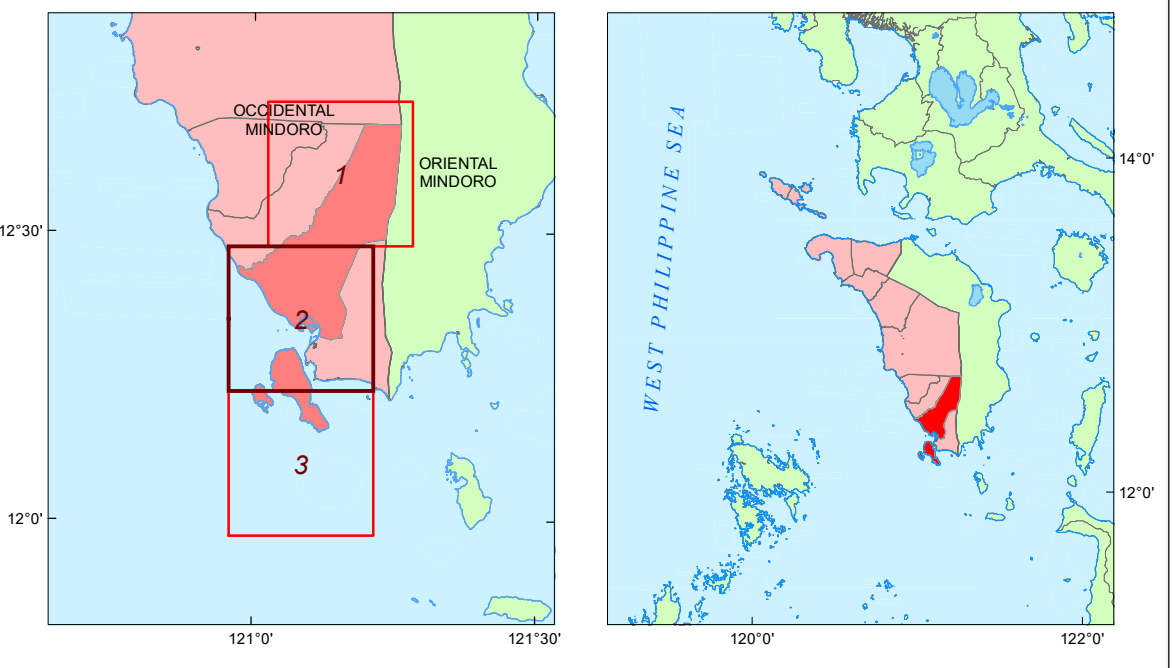 OCCIDENTAL
MINDORO
1
ORIENTAL
MINDORO
12°30'
2
3
12°0'
121°0'
121°30'
WEST PHILIPPINE SEA
14°0'
12°0'
120°0'
122°0'